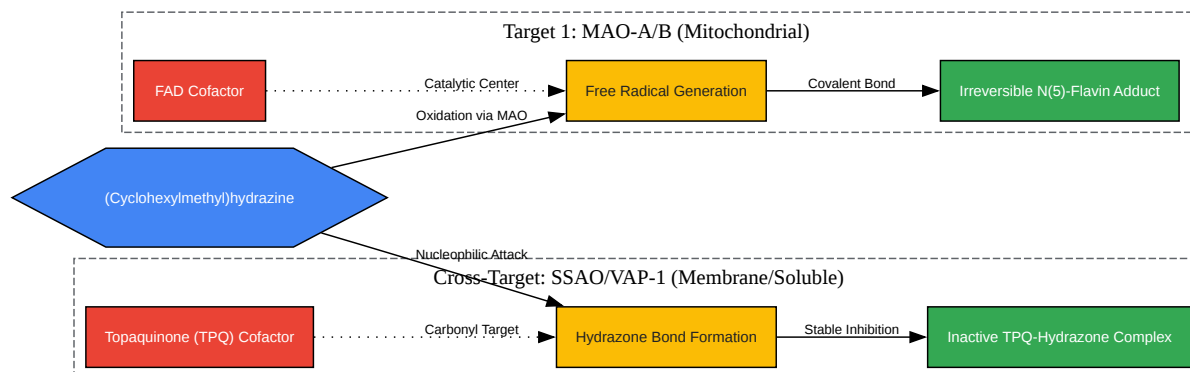 Target 1: MAO-A/B (Mitochondrial)
FAD Cofactor
Catalytic Center
Free Radical Generation
Covalent Bond
Irreversible N(5)-Flavin Adduct
Oxidation via MAO
(Cyclohexylmethyl)hydrazine
Nucleophilic Attack
Cross-Target: SSAO/VAP-1 (Membrane/Soluble)
Topaquinone (TPQ) Cofactor
Carbonyl Target
Hydrazone Bond Formation
Stable Inhibition
Inactive TPQ-Hydrazone Complex